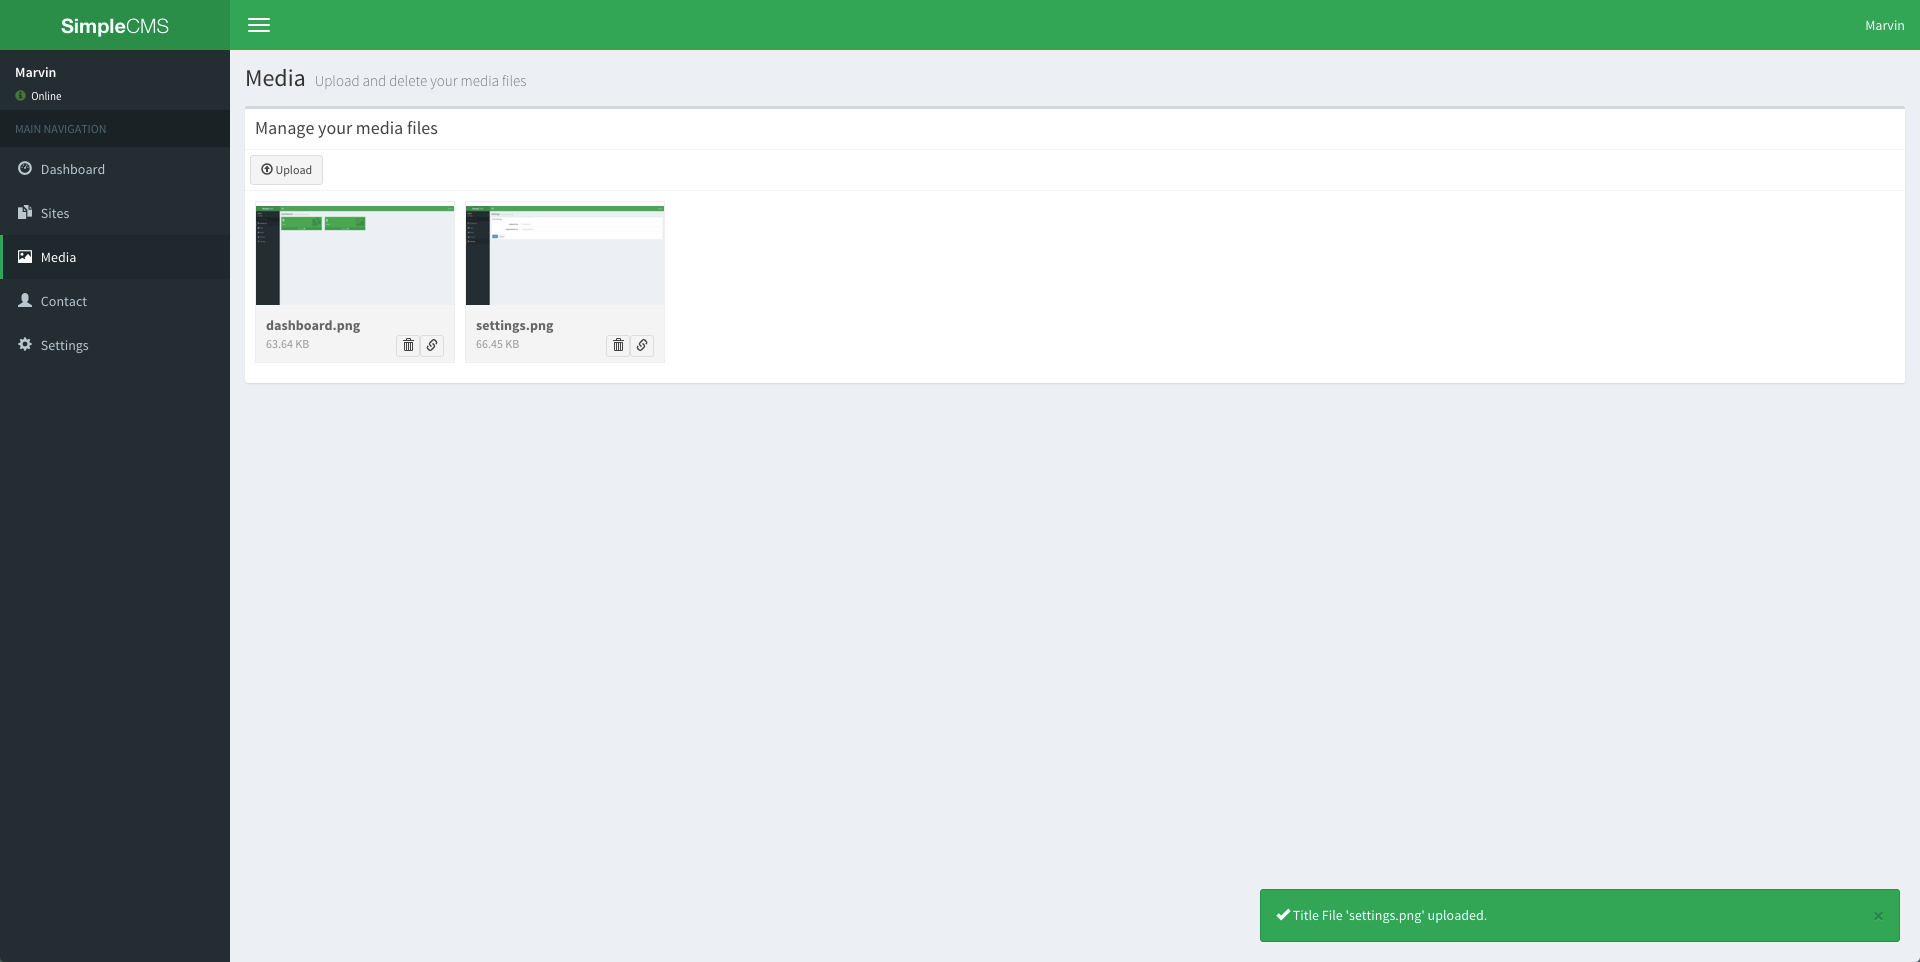 SimpleCMS
Marvin
Marvin
Online
MAIN NAVIGATION
Dashboard
Sites
Media
Contact
Settings
Media Upload and delete your media files
Manage your media files
Upload
dashboard.png
63.64 KB
settings.png
66.45 KB
Title File 'settings.png' uploaded.
×